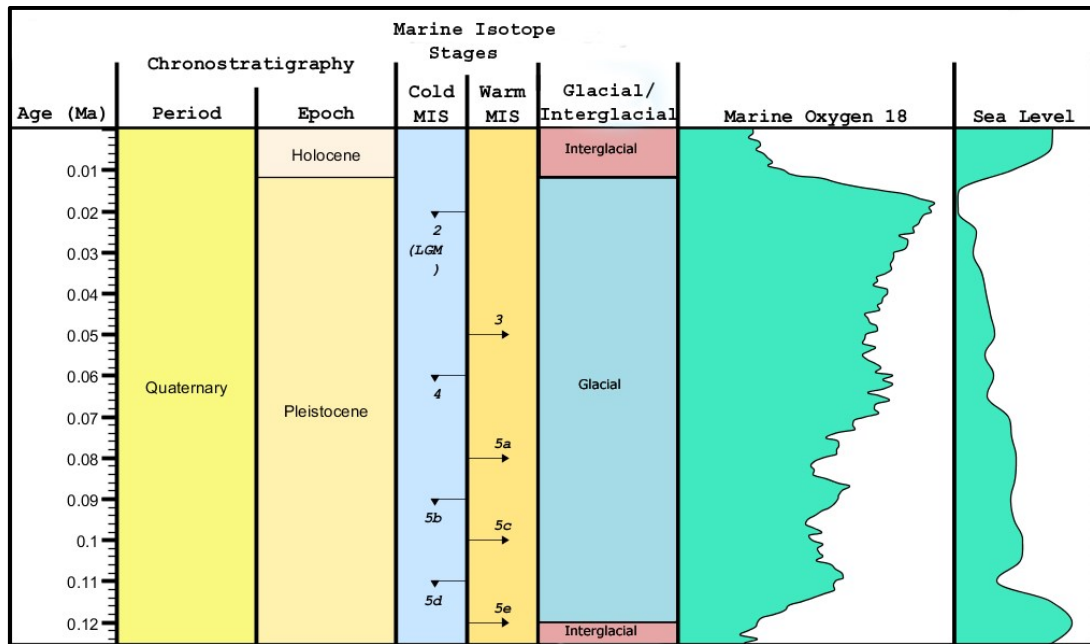 Marine Isotope
Stages
Chronostratigraphy
Age (Ma)
Period
Epoch
Cold
MIS
Warm
MIS
Glacial/
Interglacial
Marine Oxygen 18
Sea Level
0.01
0.02
0.03
0.04
0.05
0.06
0.07
0.08
0.09
0.1
0.11
0.12
Quaternary
Holocene
Pleistocene
2
(LGM
)
4
5b
5d
3
5a
5c
5e
Interglacial
Glacial
Interglacial